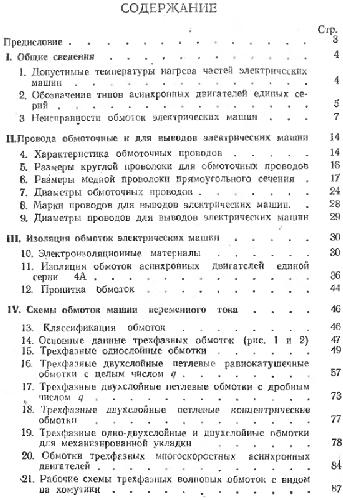 СОДЕРЖАНИЕ
Стр.
Предисловие . . . . . . . . . . . 3
I. Общие сведения . . . . . . . . . . 4
1. Допустимые температуры нагрева частей электрических
машин . . . . . . . . . . . 4
2. Обозначение типов асинхронных двигателей единых се-
рий . . . . . . . . . . . 5
3 Неисправности обмоток электрических машин . . . 7
II.Провода обмоточные и для выводов электрических машин 14
4. Характеристика обмоточных проводов . . . . 14
5. Размеры круглой проволоки для обмоточных проводов 16
6. Размеры медной проволоки прямоугольного сечения . 17
7. Диаметры обмоточных проводов . . . . . 24
8. Марки проводов для выводов электрических машин. . 28
9. Диаметры проводов для выводов электрических машин 29
III. Изоляция обмоток электрических машин . . . . 30
10. Электроизоляционные материалы . . . . . 30
11. Изоляция обмоток асинхронных двигателей единой
серии 4А . . . . . . . . . . 36
12. Пропитка обмоток . . . . . . . . 44
IV. Схемы обмоток машин переменного тока . . . . 46
13. Классификация обмоток . . . . . . . 46
14. Основные данные трехфазных обмоток (рис. 1 и 2) 47
15. Трехфазные однослойные обмотки . . . . . 49
16. Трехфазные двухслойные петлевые равнокатушечные
обмотки с целым числом q . . . . . . . 57
17. Трехфазные двухслойные петлевые обмотки с дробным
числом q . . . . . . . . . . 73
18. Трехфазные двухслойные петлевые концентрические
обмотки . . . . . . . . . . 77
19. Трехфазные одно-двухслойные и двухслойные обмотки
для механизированной укладки . . . . . 78
20. Обмотки трехфазных многоскоростных асинхронных
двигателей . . . . . . . . . . 84
21. Рабочие схемы трехфазных волновых обмоток с видом
на хомутики . . . . . . . . . . 87